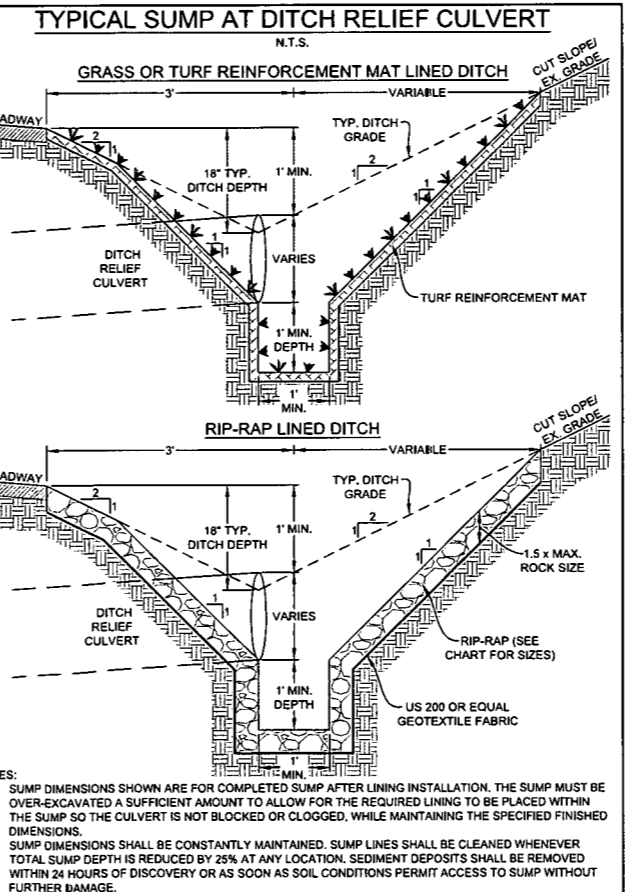 TYPICAL SUMP AT DITCH RELIEF CULVERT
N.T.S.
GRASS OR TURF REINFORCEMENT MAT LINED DITCH
CUT SLOPE/
EX. GRADE
3'
VARIABLE
ADWAY
2
1
TYP. DITCH
GRADE
2
1
18" TYP.
DITCH DEPTH
1' MIN.
1
1
1
1
DITCH
RELIEF
CULVERT
VARIES
TURF REINFORCEMENT MAT
1' MIN.
DEPTH
1'
MIN.
RIP-RAP LINED DITCH
CUT SLOPE/
EX. GRADE
3'
VARIABLE
ADWAY
2
1
TYP. DITCH
GRADE
2
1
18" TYP.
DITCH DEPTH
1' MIN.
1
1
1.5 x MAX.
ROCK SIZE
1
1
DITCH
RELIEF
CULVERT
VARIES
RIP-RAP (SEE
CHART FOR SIZES)
1' MIN.
DEPTH
US 200 OR EQUAL
GEOTEXTILE FABRIC
1'
MIN.
ES:
SUMP DIMENSIONS SHOWN ARE FOR COMPLETED SUMP AFTER LINING INSTALLATION. THE SUMP MUST BE
OVER-EXCAVATED A SUFFICIENT AMOUNT TO ALLOW FOR THE REQUIRED LINING TO BE PLACED WITHIN
THE SUMP SO THE CULVERT IS NOT BLOCKED OR CLOGGED, WHILE MAINTAINING THE SPECIFIED FINISHED
DIMENSIONS.
SUMP DIMENSIONS SHALL BE CONSTANTLY MAINTAINED. SUMP LINES SHALL BE CLEANED WHENEVER
TOTAL SUMP DEPTH IS REDUCED BY 25% AT ANY LOCATION. SEDIMENT DEPOSITS SHALL BE REMOVED
WITHIN 24 HOURS OF DISCOVERY OR AS SOON AS SOIL CONDITIONS PERMIT ACCESS TO SUMP WITHOUT
FURTHER DAMAGE.